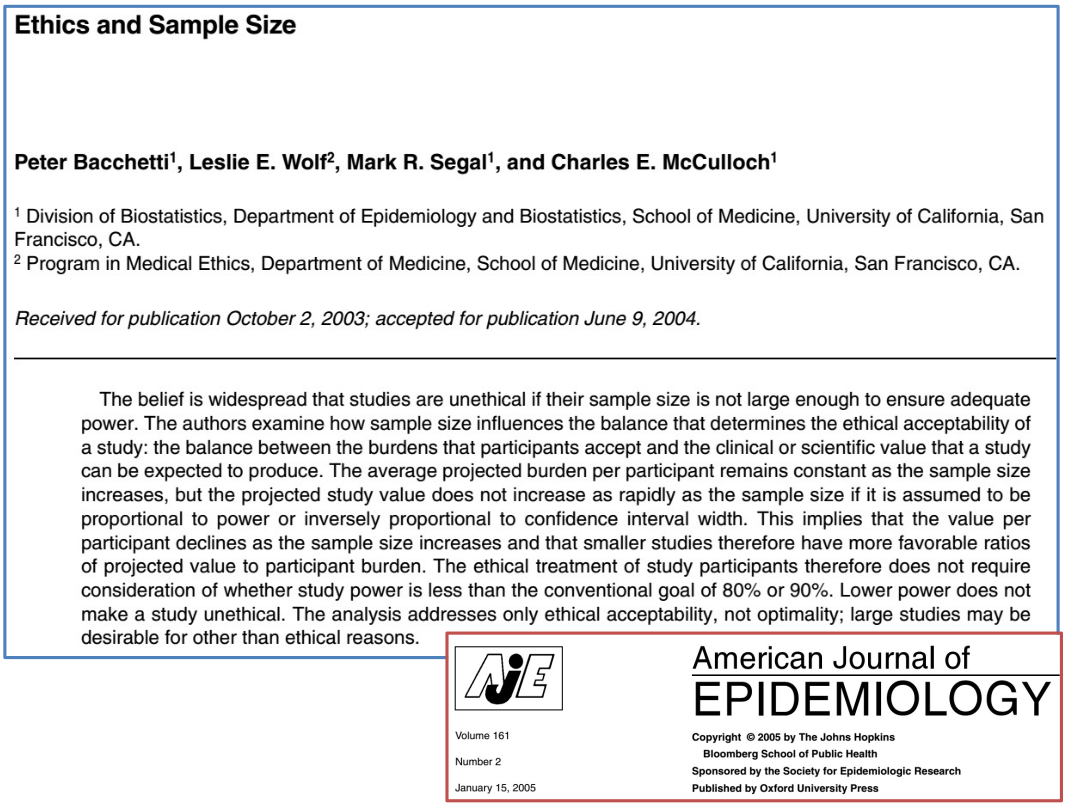 Ethics and Sample Size
Peter Bacchetti¹, Leslie E. Wolf², Mark R. Segal¹, and Charles E. McCulloch¹
¹ Division of Biostatistics, Department of Epidemiology and Biostatistics, School of Medicine, University of California, San
Francisco, CA.
² Program in Medical Ethics, Department of Medicine, School of Medicine, University of California, San Francisco, CA.
Received for publication October 2, 2003; accepted for publication June 9, 2004.
The belief is widespread that studies are unethical if their sample size is not large enough to ensure adequate
power. The authors examine how sample size influences the balance that determines the ethical acceptability of
a study: the balance between the burdens that participants accept and the clinical or scientific value that a study
can be expected to produce. The average projected burden per participant remains constant as the sample size
increases, but the projected study value does not increase as rapidly as the sample size if it is assumed to be
proportional to power or inversely proportional to confidence interval width. This implies that the value per
participant declines as the sample size increases and that smaller studies therefore have more favorable ratios
of projected value to participant burden. The ethical treatment of study participants therefore does not require
consideration of whether study power is less than the conventional goal of 80% or 90%. Lower power does not
make a study unethical. The analysis addresses only ethical acceptability, not optimality; large studies may be
desirable for other than ethical reasons.
AJE
American Journal of
EPIDEMIOLOGY
Volume 161
Number 2
January 15, 2005
Copyright © 2005 by The Johns Hopkins
Bloomberg School of Public Health
Sponsored by the Society for Epidemiologic Research
Published by Oxford University Press